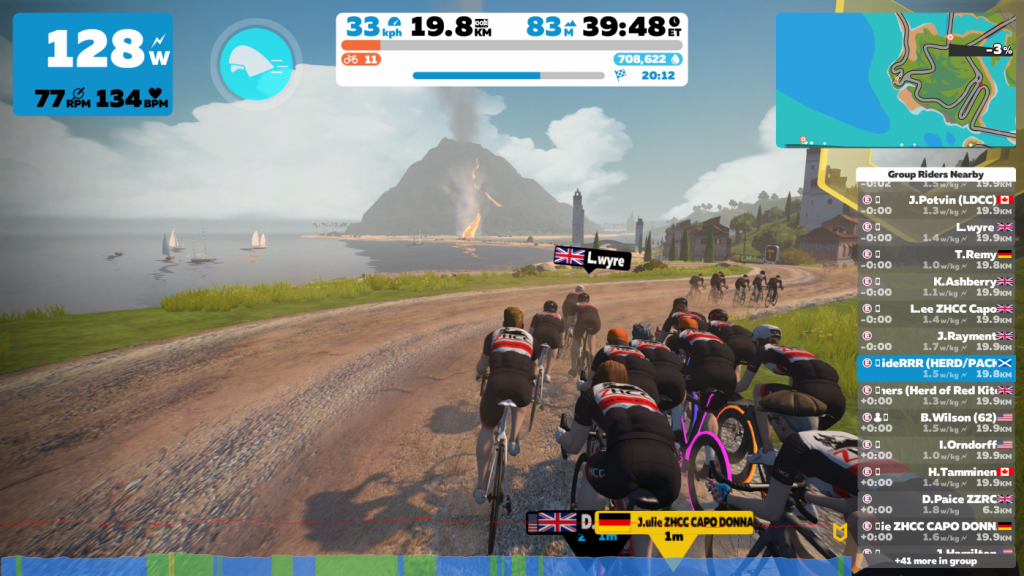 128 W
77 RPM 134 BPM
33 kph 19.8 KM 83 M 39:48 ET
11
708,622
20:12
-3%
Group Riders Nearby
-0:02 1.5w/kg 19.9KM
E J.Potvin (LDCC)
-0:00 1.3w/kg 19.9KM
E L.wyre
-0:00 1.4w/kg 19.9KM
E T.Remy
-0:00 1.0w/kg 19.8KM
E K.Ashberry
-0:00 1.1w/kg 19.9KM
E L.ee ZHCC Capo
-0:00 1.4w/kg 19.9KM
E J.Rayment
-0:00 1.7w/kg 19.9KM
E ideRRR (HERD/PACK
1.5w/kg 19.8KM
E ners (Herd of Red Kit
+0:00 1.3w/kg 19.9KM
E B.Wilson (62)
+0:00 1.4w/kg 19.9KM
E I.Orndorff
+0:00 1.0w/kg 19.9KM
E H.Tamminen
+0:00 1.4w/kg 19.9KM
E D.Paice ZZRC
+0:00 1.8w/kg 6.3KM
E ie ZHCC CAPO DONN
+0:00 1.6w/kg 19.9KM
E J.Hamilton
+41 more in group
L.wyre
ZHCC
ZHCC
D.
2 1m
J.ulie ZHCC CAPO DONNA
1m